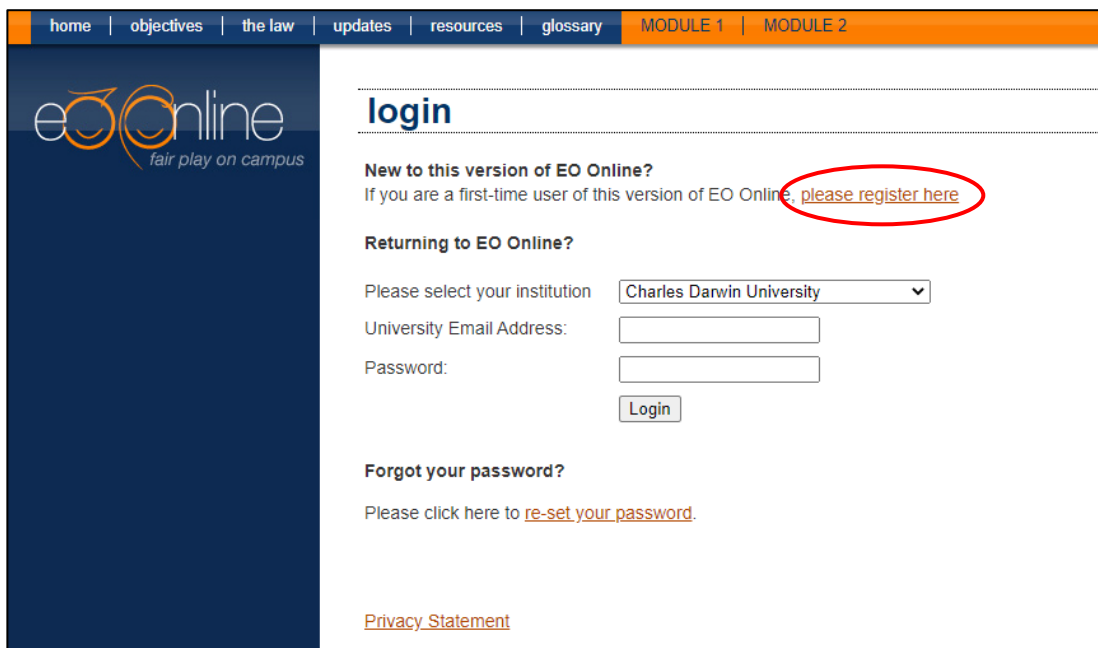 home | objectives | the law | updates | resources | glossary MODULE 1 | MODULE 2
eo Online
fair play on campus
login
New to this version of EO Online?
If you are a first-time user of this version of EO Online, please register here
Returning to EO Online?
Please select your institution Charles Darwin University
University Email Address:
Password:
Login
Forgot your password?
Please click here to re-set your password.
Privacy Statement